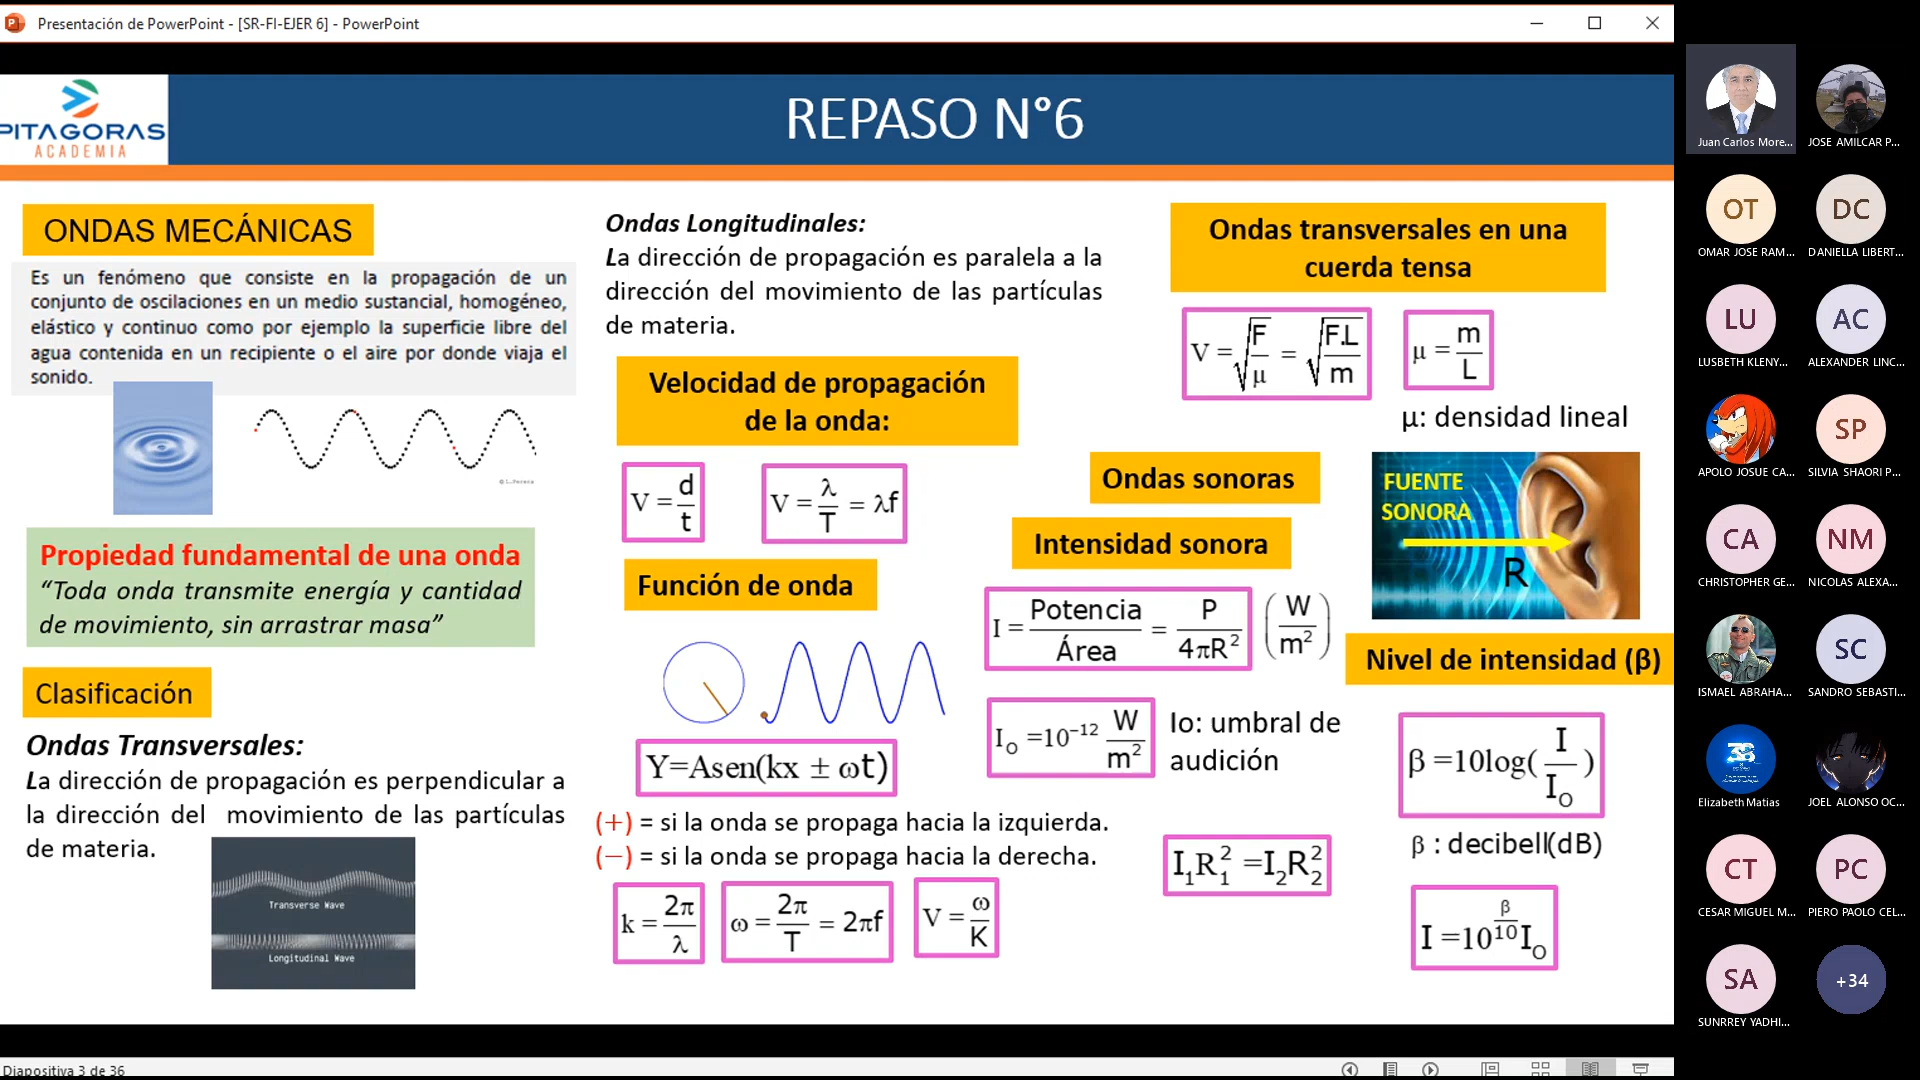 Presentación de PowerPoint - [SR-FI-EJER 6] - PowerPoint
PITAGORAS
ACADEMIA
REPASO N°6
ONDAS MECÁNICAS
Es un fenómeno que consiste en la propagación de un
conjunto de oscilaciones en un medio sustancial, homogéneo,
elástico y continuo como por ejemplo la superficie libre del
agua contenida en un recipiente o el aire por donde viaja el
sonido.
Propiedad fundamental de una onda
“Toda onda transmite energía y cantidad
de movimiento, sin arrastrar masa”
Clasificación
Ondas Transversales:
La dirección de propagación es perpendicular a
la dirección del movimiento de las partículas
de materia.
Transverse Wave
Longitudinal Wave
Ondas Longitudinales:
La dirección de propagación es paralela a la
dirección del movimiento de las partículas
de materia.
Velocidad de propagación
de la onda:
V = d/t
V = λ/T = λf
Función de onda
Y=Asen(kx ± ωt)
(+) = si la onda se propaga hacia la izquierda.
(−) = si la onda se propaga hacia la derecha.
k = 2π/λ
ω = 2π/T = 2πf
V = ω/K
Ondas transversales en una
cuerda tensa
V = √(F/μ) = √(F.L/m)
μ = m/L
μ: densidad lineal
Ondas sonoras
FUENTE
SONORA
R
Intensidad sonora
I = Potencia/Área = P/4πR² (W/m²)
I₀ =10⁻¹² W/m²
Io: umbral de
audición
I₁R₁² =I₂R₂²
Nivel de intensidad (β)
β =10log(I/I₀)
β : decibell(dB)
I =10^(β/10) I₀
Juan Carlos More...
JOSE AMILCAR P...
OT
OMAR JOSE RAM...
DC
DANIELLA LIBERT...
LU
LUSBETH KLENY...
AC
ALEXANDER LINC...
APOLO JOSUE CA...
SP
SILVIA SHAORI P...
CA
CHRISTOPHER GE...
NM
NICOLAS ALEXA...
ISMAEL ABRAHA...
SC
SANDRO SEBASTI...
Elizabeth Matias
JOEL ALONSO OC...
CT
CESAR MIGUEL M...
PC
PIERO PAOLO CEL...
SA
SUNRREY YADHI...
+34
Diapositiva 3 de 36